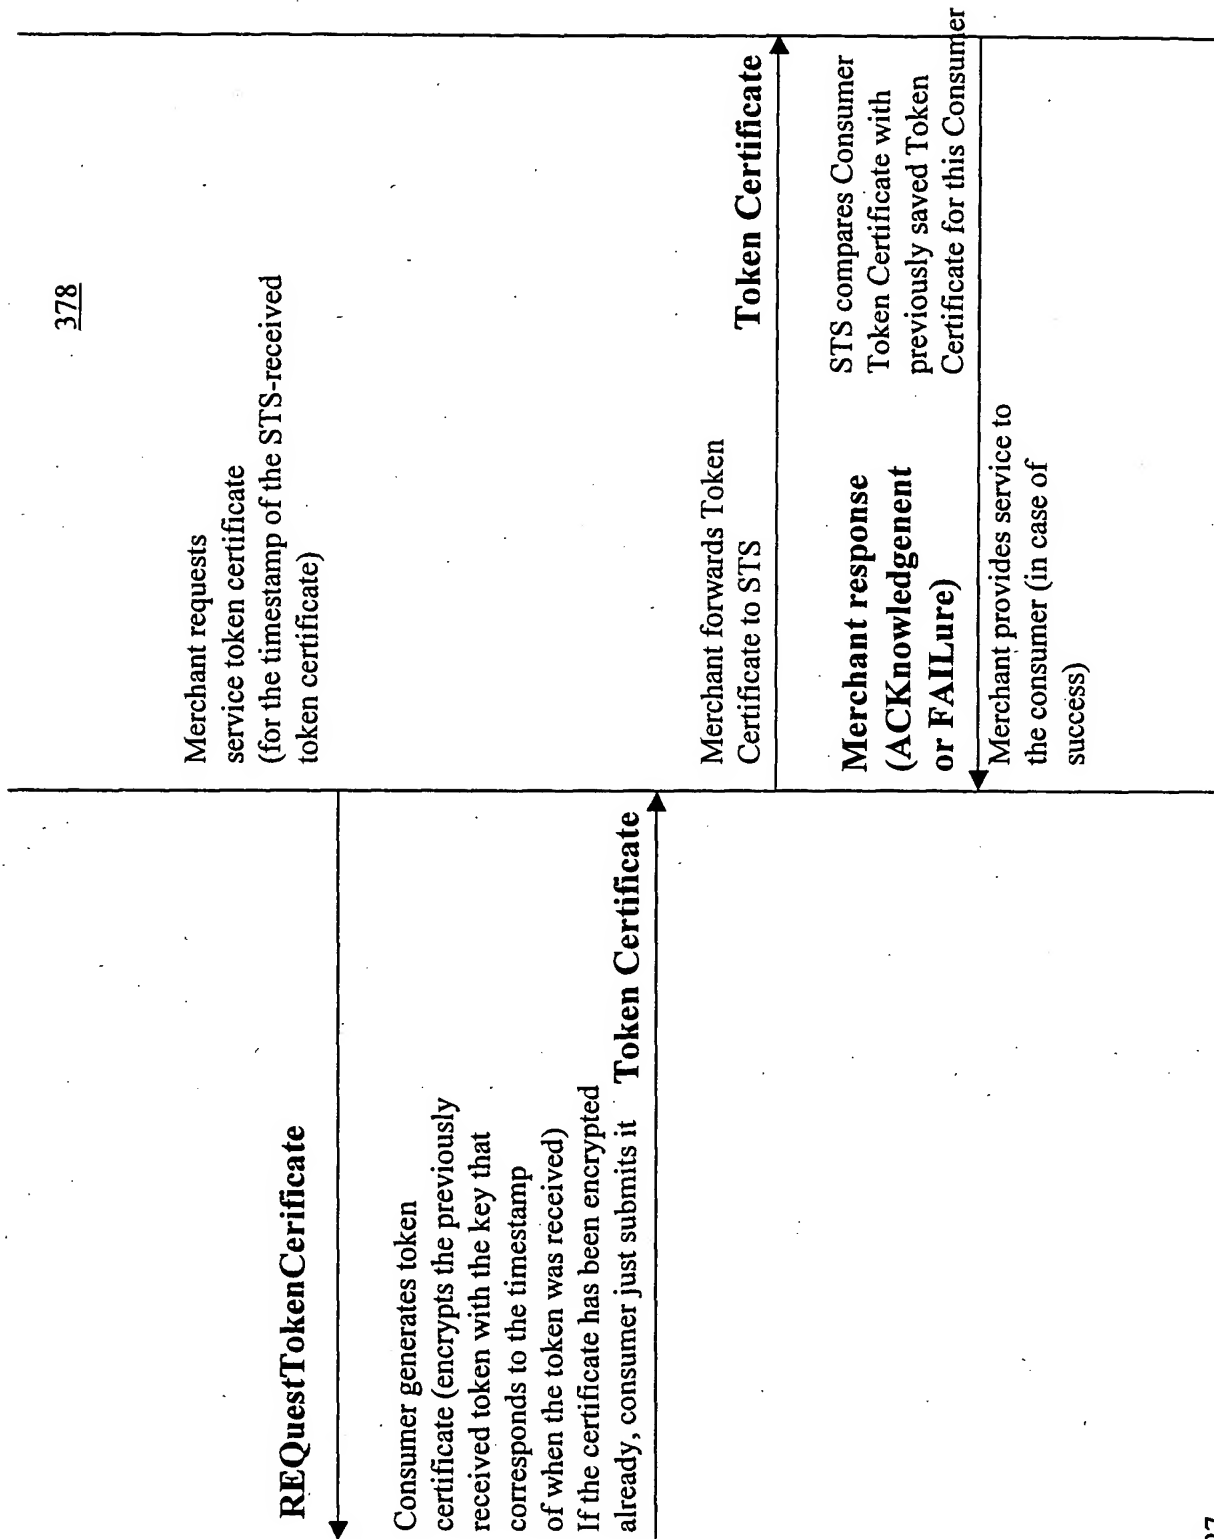 378
Merchant requests
service token certificate
(for the timestamp of the STS-received
token certificate)
REQuestTokenCerificate
Consumer generates token
certificate (encrypts the previously
received token with the key that
corresponds to the timestamp
of when the token was received)
If the certificate has been encrypted
already, consumer just submits it
Token Certificate
Merchant forwards Token
Certificate to STS
Token Certificate
STS compares Consumer
Token Certificate with
previously saved Token
Certificate for this Consumer
Merchant response
(ACKnowledgenent
or FAILure)
Merchant provides service to
the consumer (in case of
success)